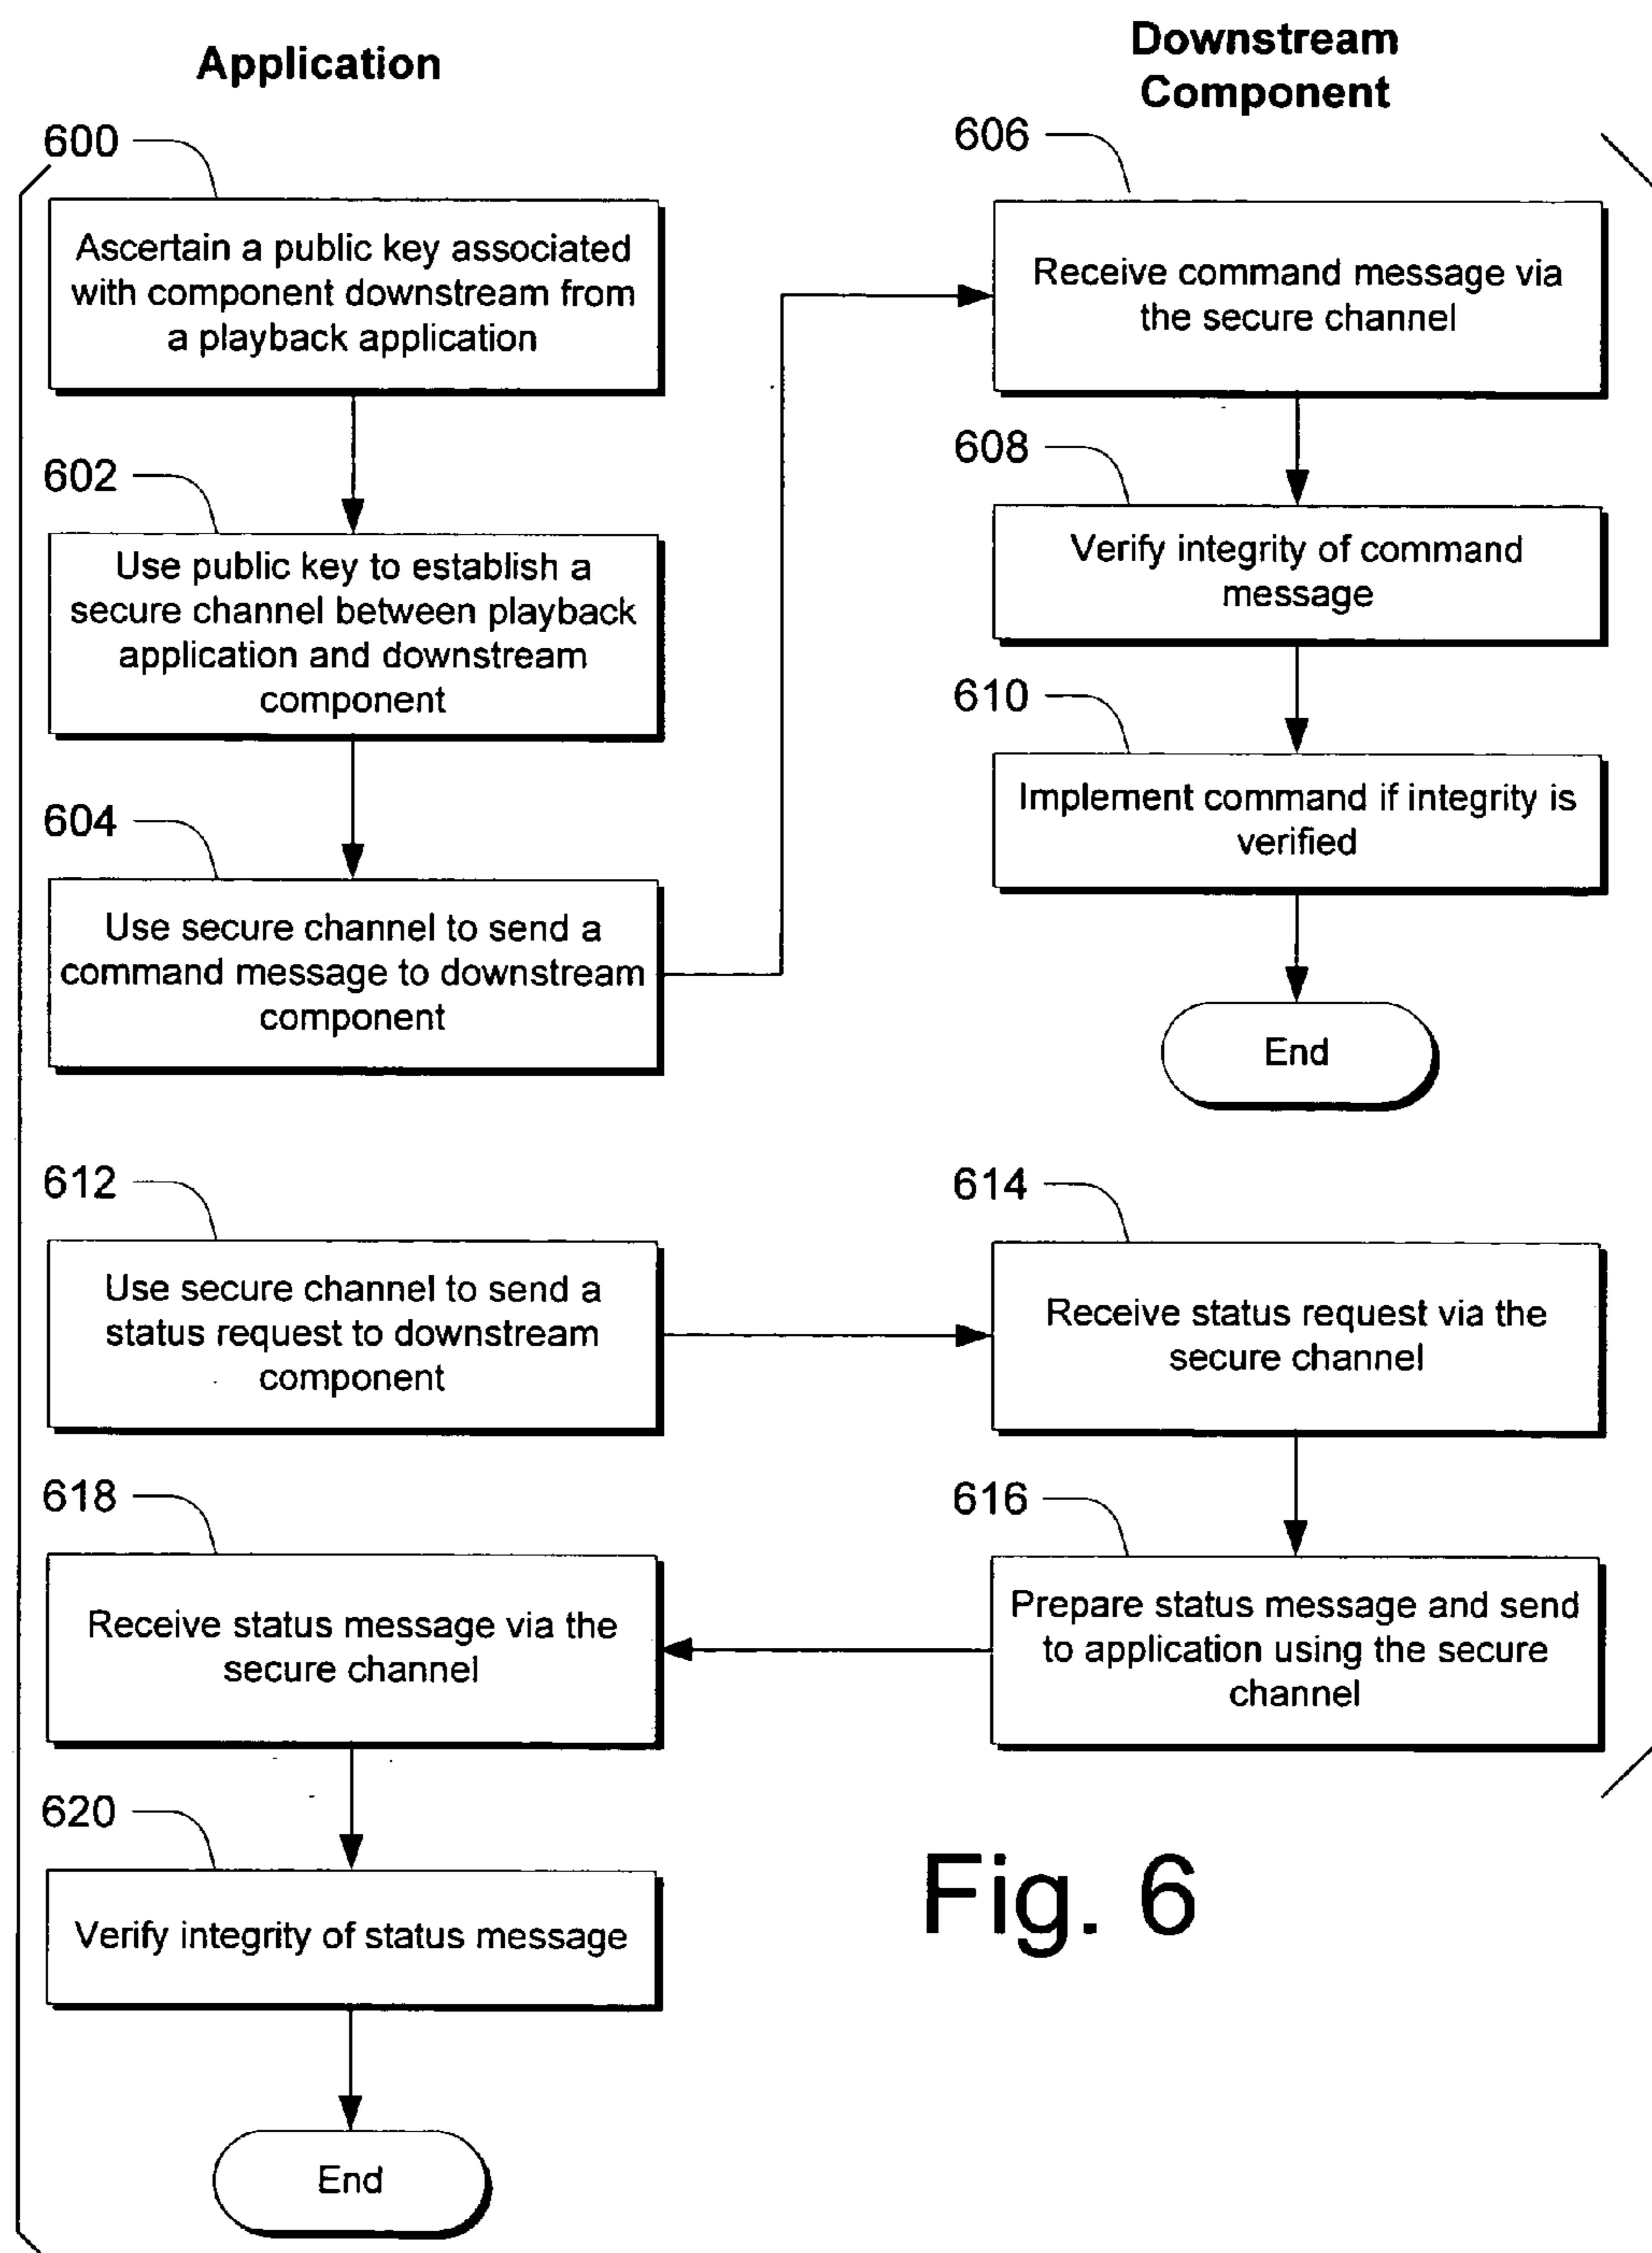 Application
600
Ascertain a public key associated
with component downstream from
a playback application
602
Use public key to establish a
secure channel between playback
application and downstream
component
604
Use secure channel to send a
command message to downstream
component
Downstream
Component
606
Receive command message via
the secure channel
608
Verify integrity of command
message
610
Implement command if integrity is
verified
End
612
Use secure channel to send a
status request to downstream
component
614
Receive status request via the
secure channel
616
Prepare status message and send
to application using the secure
channel
618
Receive status message via the
secure channel
620
Verify integrity of status message
End
Fig. 6